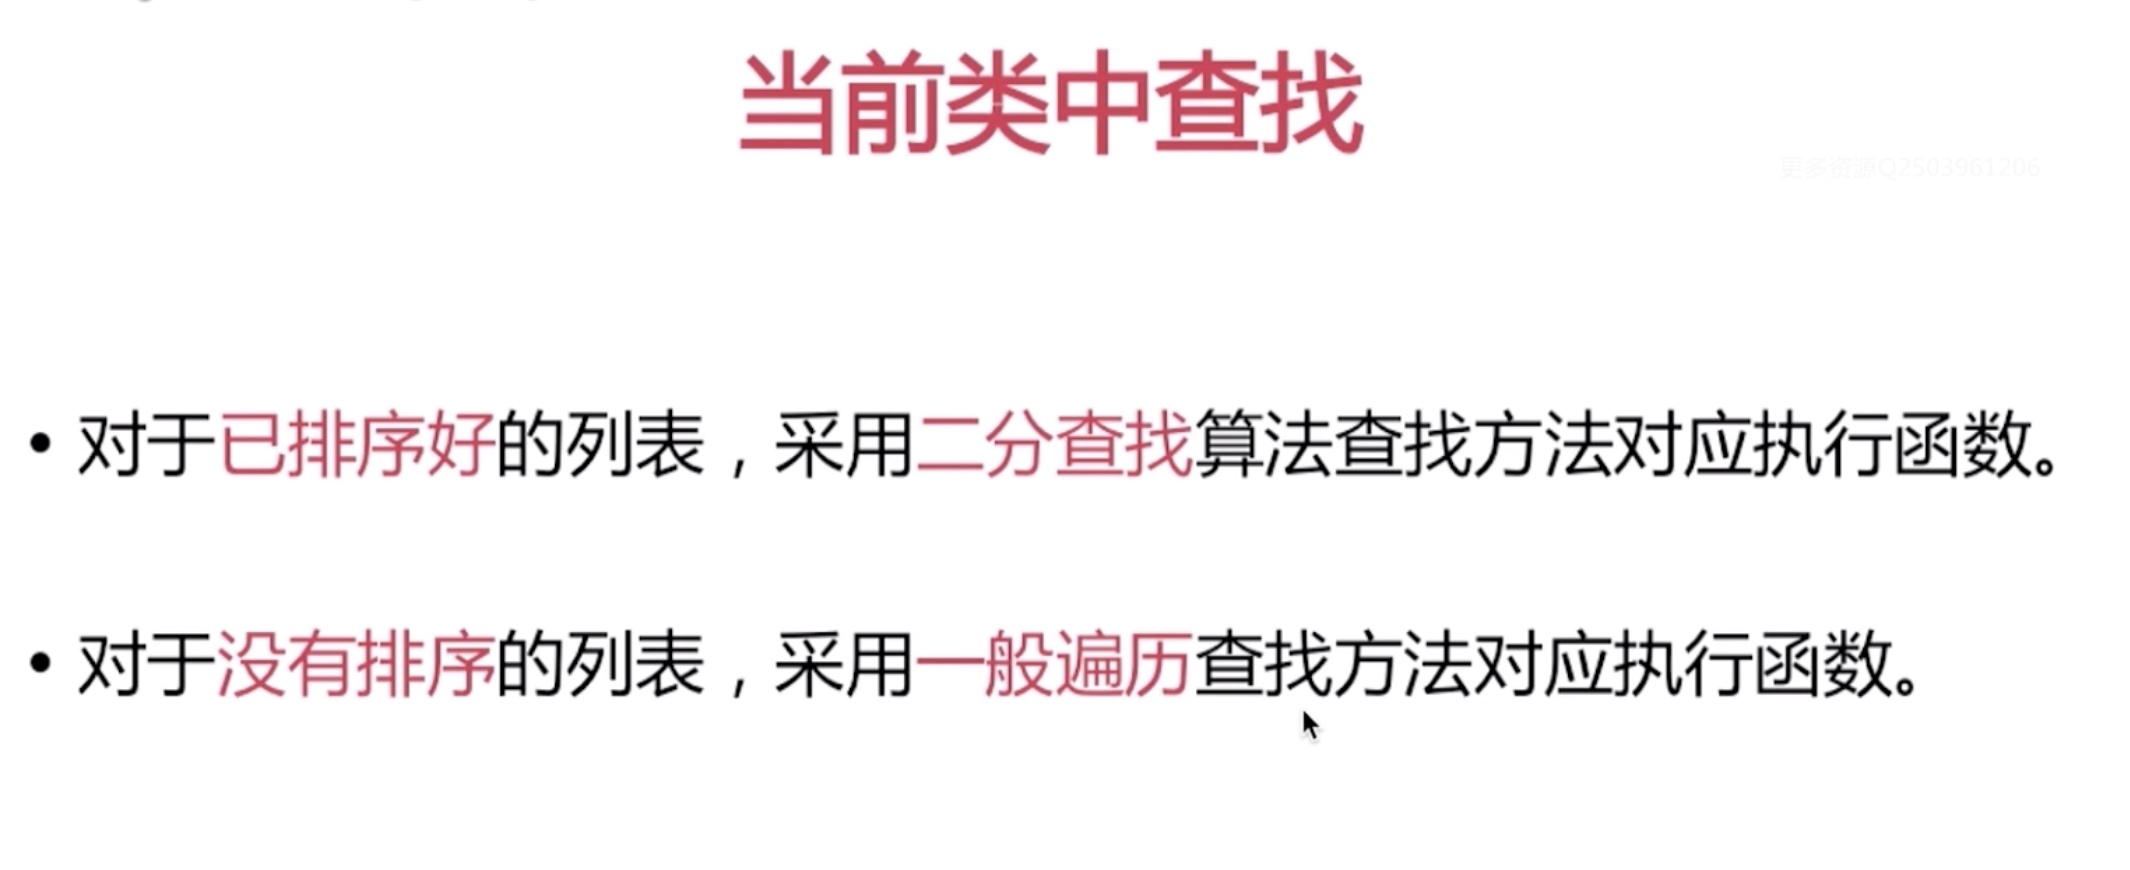 当前类中查找
更多资源Q2503961206
• 对于已排序好的列表，采用二分查找算法查找方法对应执行函数。
• 对于没有排序的列表，采用一般遍历查找方法对应执行函数。